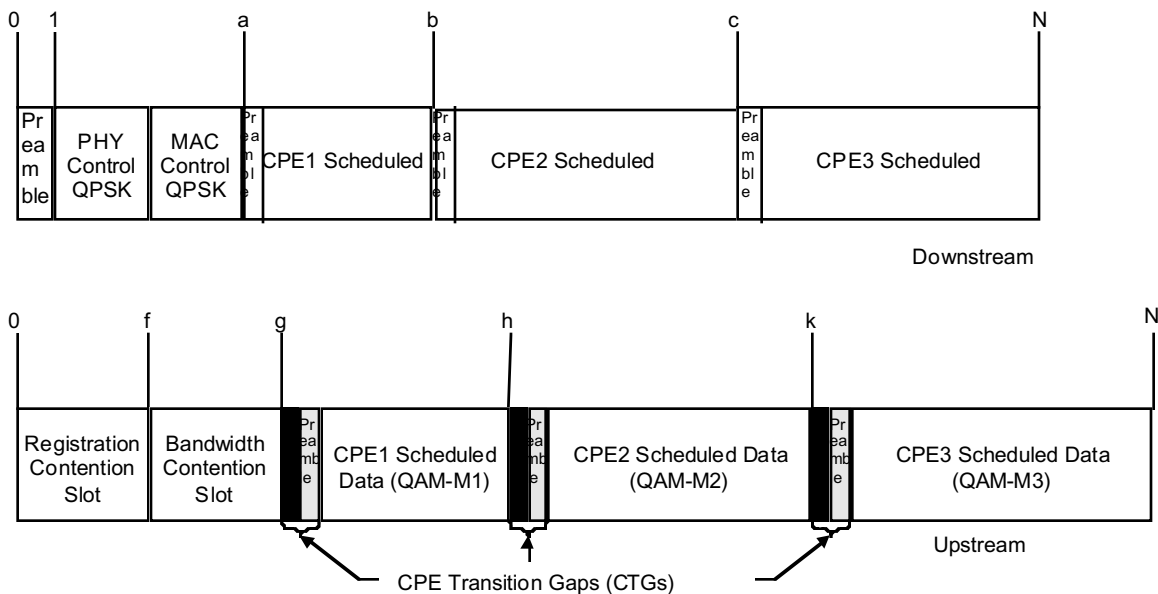 0 1 a b c N
Pr
ea
m
ble
PHY
Control
QPSK
MAC
Control
QPSK
Pr
ea
m
bl
e
CPE1 Scheduled
Pr
ea
m
bl
e
CPE2 Scheduled
Pr
ea
m
bl
e
CPE3 Scheduled
Downstream
0 f g h k N
Registration
Contention
Slot
Bandwidth
Contention
Slot
Pr
ea
mb
e
CPE1 Scheduled
Data (QAM-M1)
Pr
ea
mb
e
CPE2 Scheduled Data
(QAM-M2)
Pr
ea
mb
e
CPE3 Scheduled Data
(QAM-M3)
Upstream
CPE Transition Gaps (CTGs)